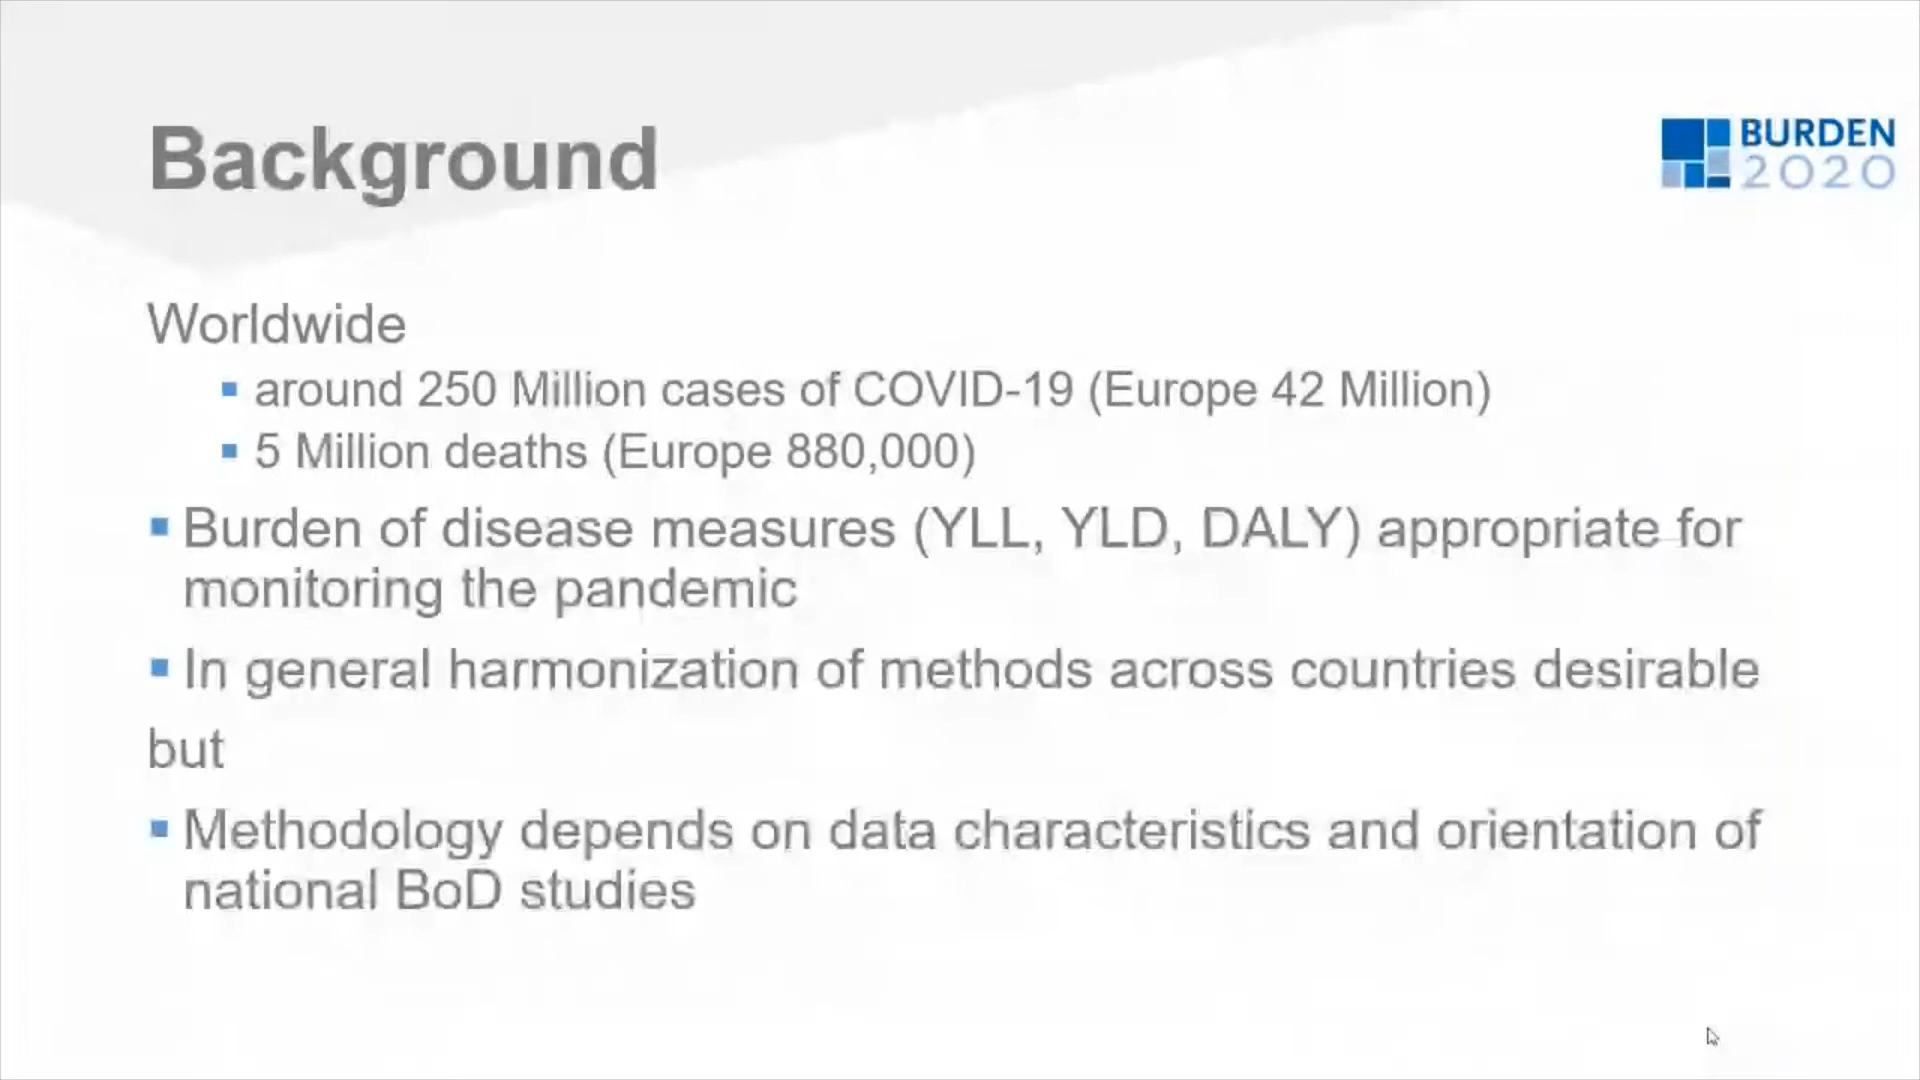 Background
BURDEN
2020
Worldwide
▪ around 250 Million cases of COVID-19 (Europe 42 Million)
▪ 5 Million deaths (Europe 880,000)
▪ Burden of disease measures (YLL, YLD, DALY) appropriate for
monitoring the pandemic
▪ In general harmonization of methods across countries desirable
but
▪ Methodology depends on data characteristics and orientation of
national BoD studies